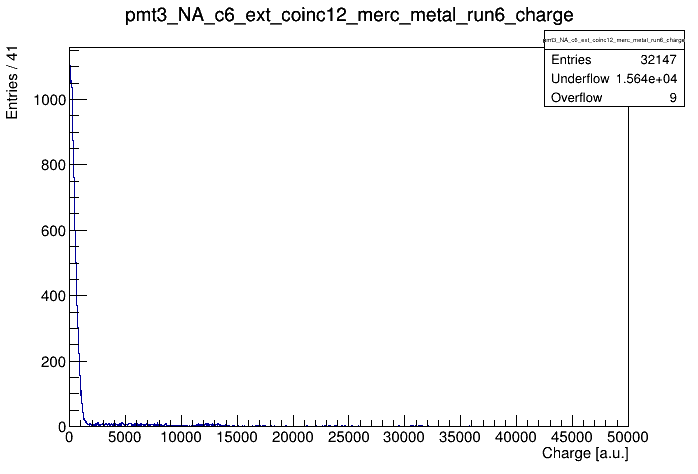 pmt3_NA_c6_ext_coinc12_merc_metal_run6_charge
pmt3_NA_c6_ext_coinc12_merc_metal_run6_charge
Entries 32147
Underflow 1.564e+04
Overflow 9
Entries / 41
1000
800
600
400
200
0
0 5000 10000 15000 20000 25000 30000 35000 40000 45000 50000
Charge [a.u.]